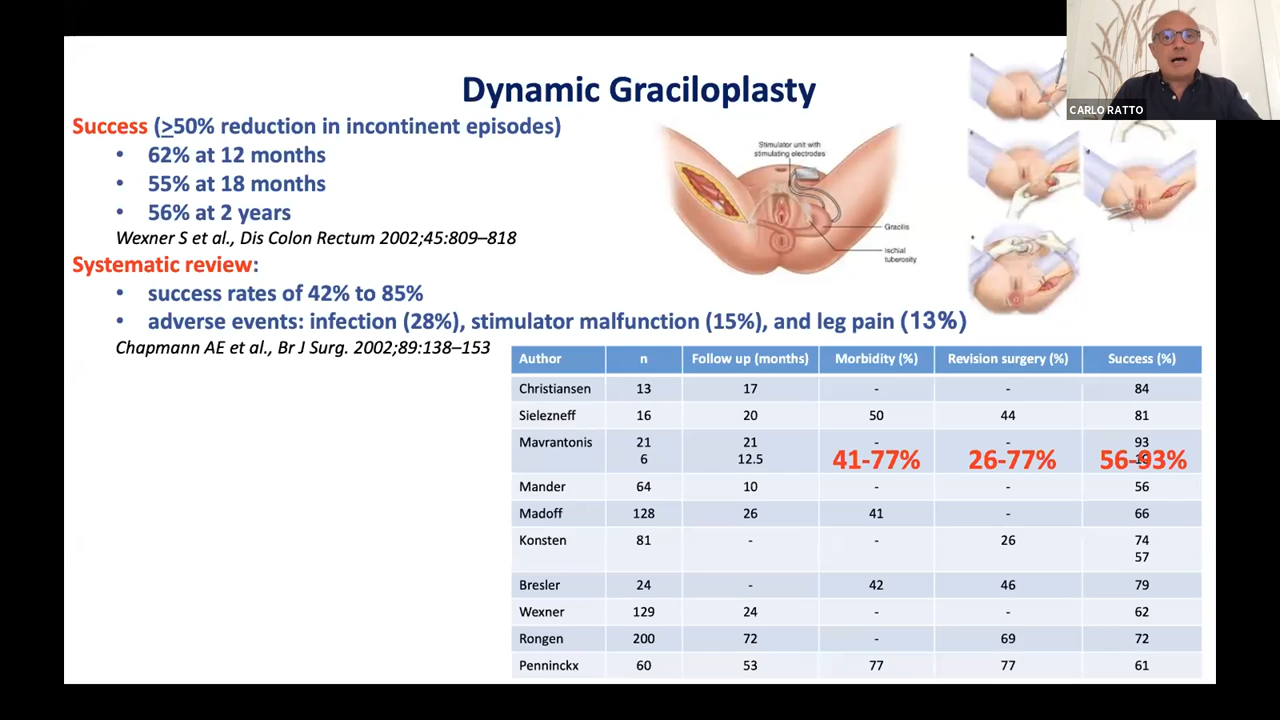 CARLO RATTO
Dynamic Graciloplasty
Success (≥50% reduction in incontinent episodes)
• 62% at 12 months
• 55% at 18 months
• 56% at 2 years
Wexner S et al., Dis Colon Rectum 2002;45:809–818
Systematic review:
• success rates of 42% to 85%
• adverse events: infection (28%), stimulator malfunction (15%), and leg pain (13%)
Chapmann AE et al., Br J Surg. 2002;89:138–153
Stimulator unit with
stimulating electrodes
Gracilis
Ischial
tuberosity
Author n Follow up (months) Morbidity (%) Revision surgery (%) Success (%)
Christiansen 13 17 - - 84
Sielezneff 16 20 50 44 81
Mavrantonis 21 21 - - 93
6 12.5
41-77% 26-77% 56-93%
Mander 64 10 - - 56
Madoff 128 26 41 - 66
Konsten 81 - - 26 74
57
Bresler 24 - 42 46 79
Wexner 129 24 - - 62
Rongen 200 72 - 69 72
Penninckx 60 53 77 77 61